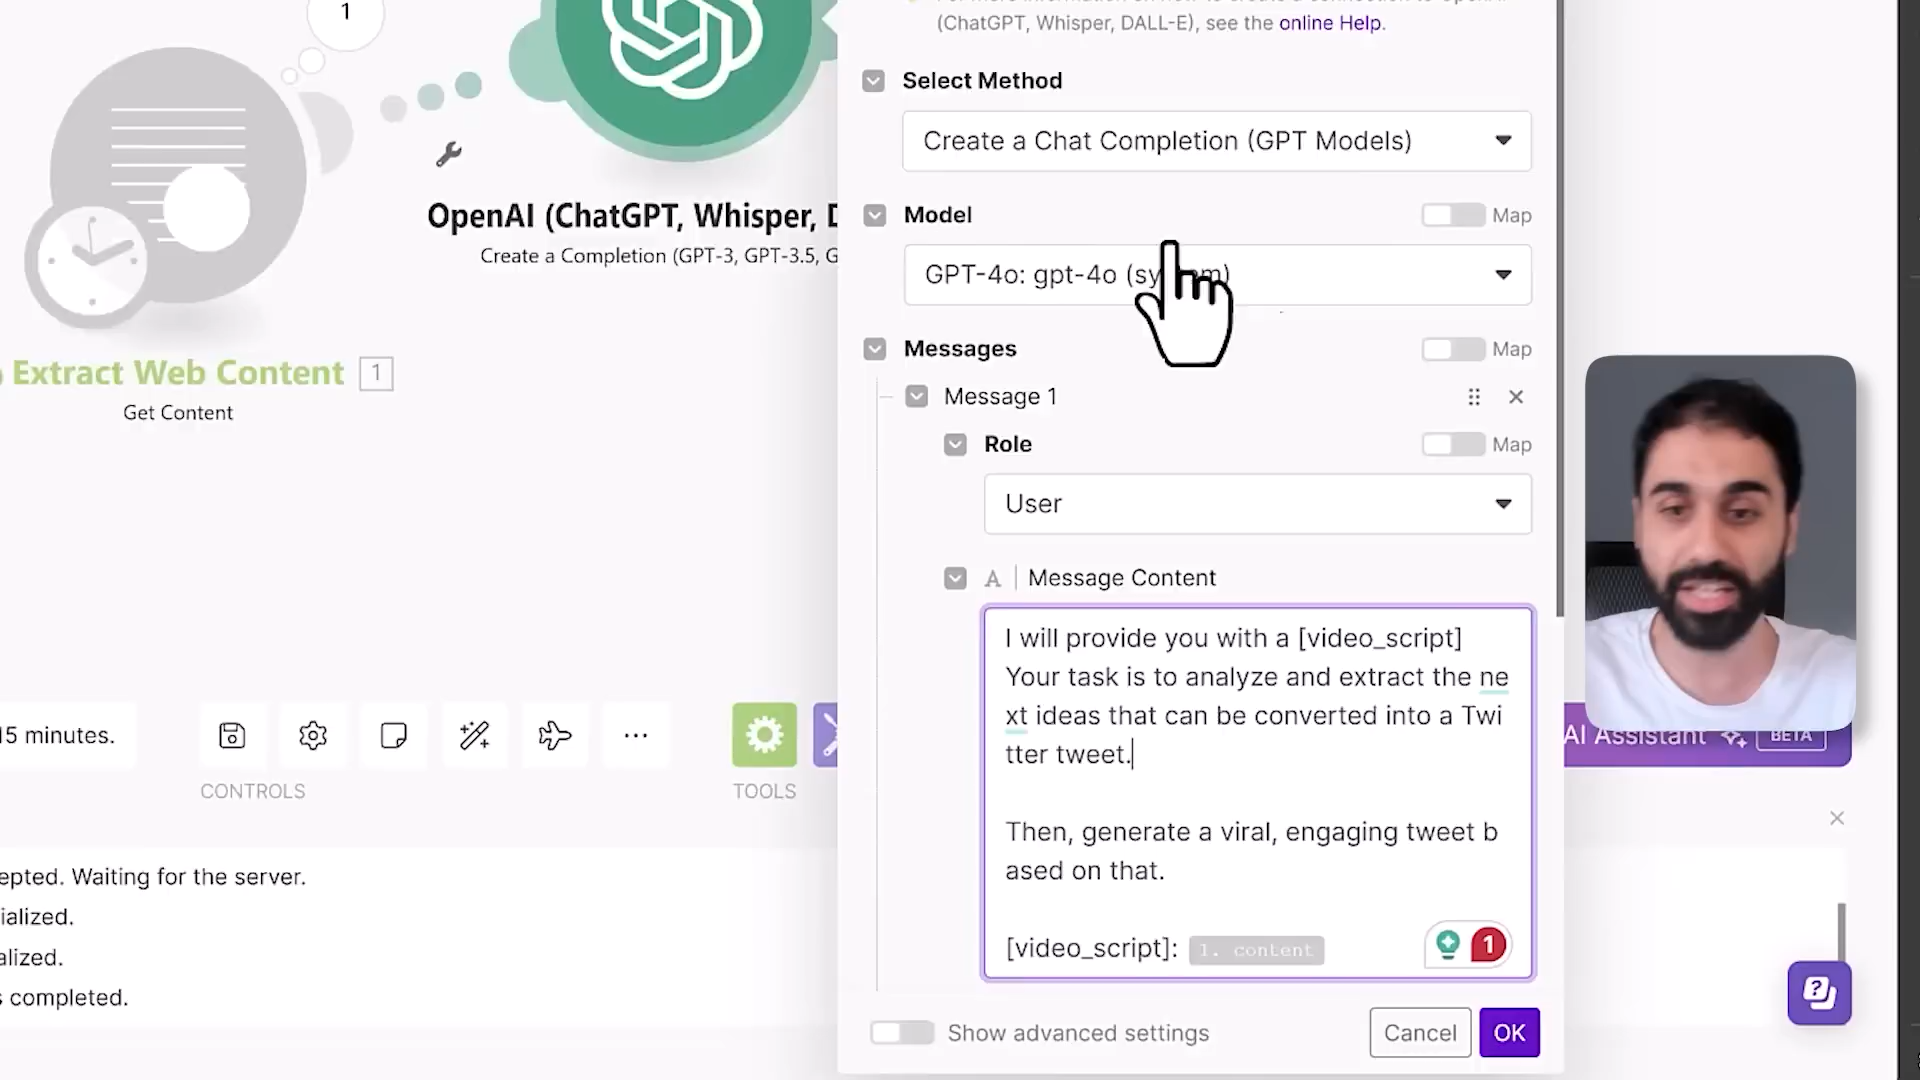 1
(ChatGPT, Whisper, DALL-E), see the online Help.
Select Method
Create a Chat Completion (GPT Models)
OpenAI (ChatGPT, Whisper, D
Create a Completion (GPT-3, GPT-3.5, G
Model
Map
GPT-4o: gpt-4o (sy
m)
Messages
Map
Message 1
Extract Web Content 1
Get Content
Role
Map
User
A | Message Content
I will provide you with a [video_script]
Your task is to analyze and extract the ne
xt ideas that can be converted into a Twi
tter tweet.
Then, generate a viral, engaging tweet b
ased on that.
[video_script]: 1. content
1
15 minutes.
...
CONTROLS
TOOLS
AI Assistant BETA
epted. Waiting for the server.
ialized.
alized.
s completed.
Show advanced settings
Cancel
OK